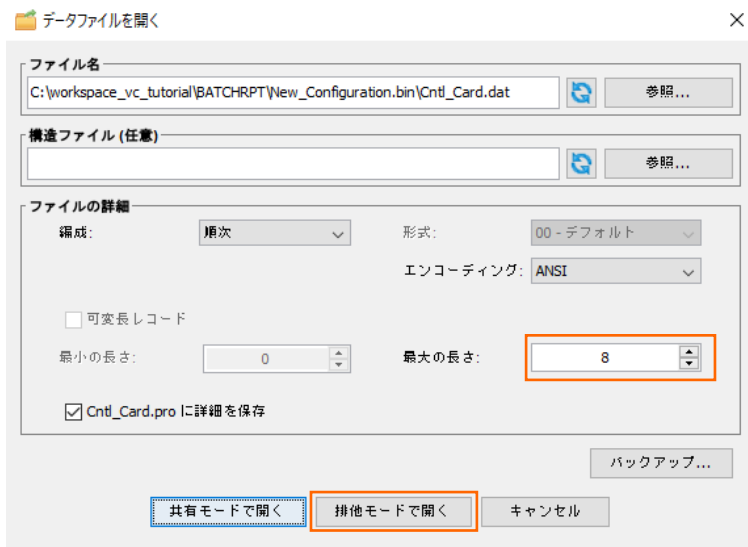 データファイルを開く
ファイル名
C:\workspace_vc_tutorial\BATCHRPT\New_Configuration.bin\Cntl_Card.dat
参照...
構造ファイル (任意)
参照...
ファイルの詳細
編成: 順次 形式: 00 - デフォルト
エンコーディング: ANSI
可変長レコード
最小の長さ: 0 最大の長さ: 8
Cntl_Card.pro に詳細を保存
バックアップ...
共有モードで開く 排他モードで開く キャンセル